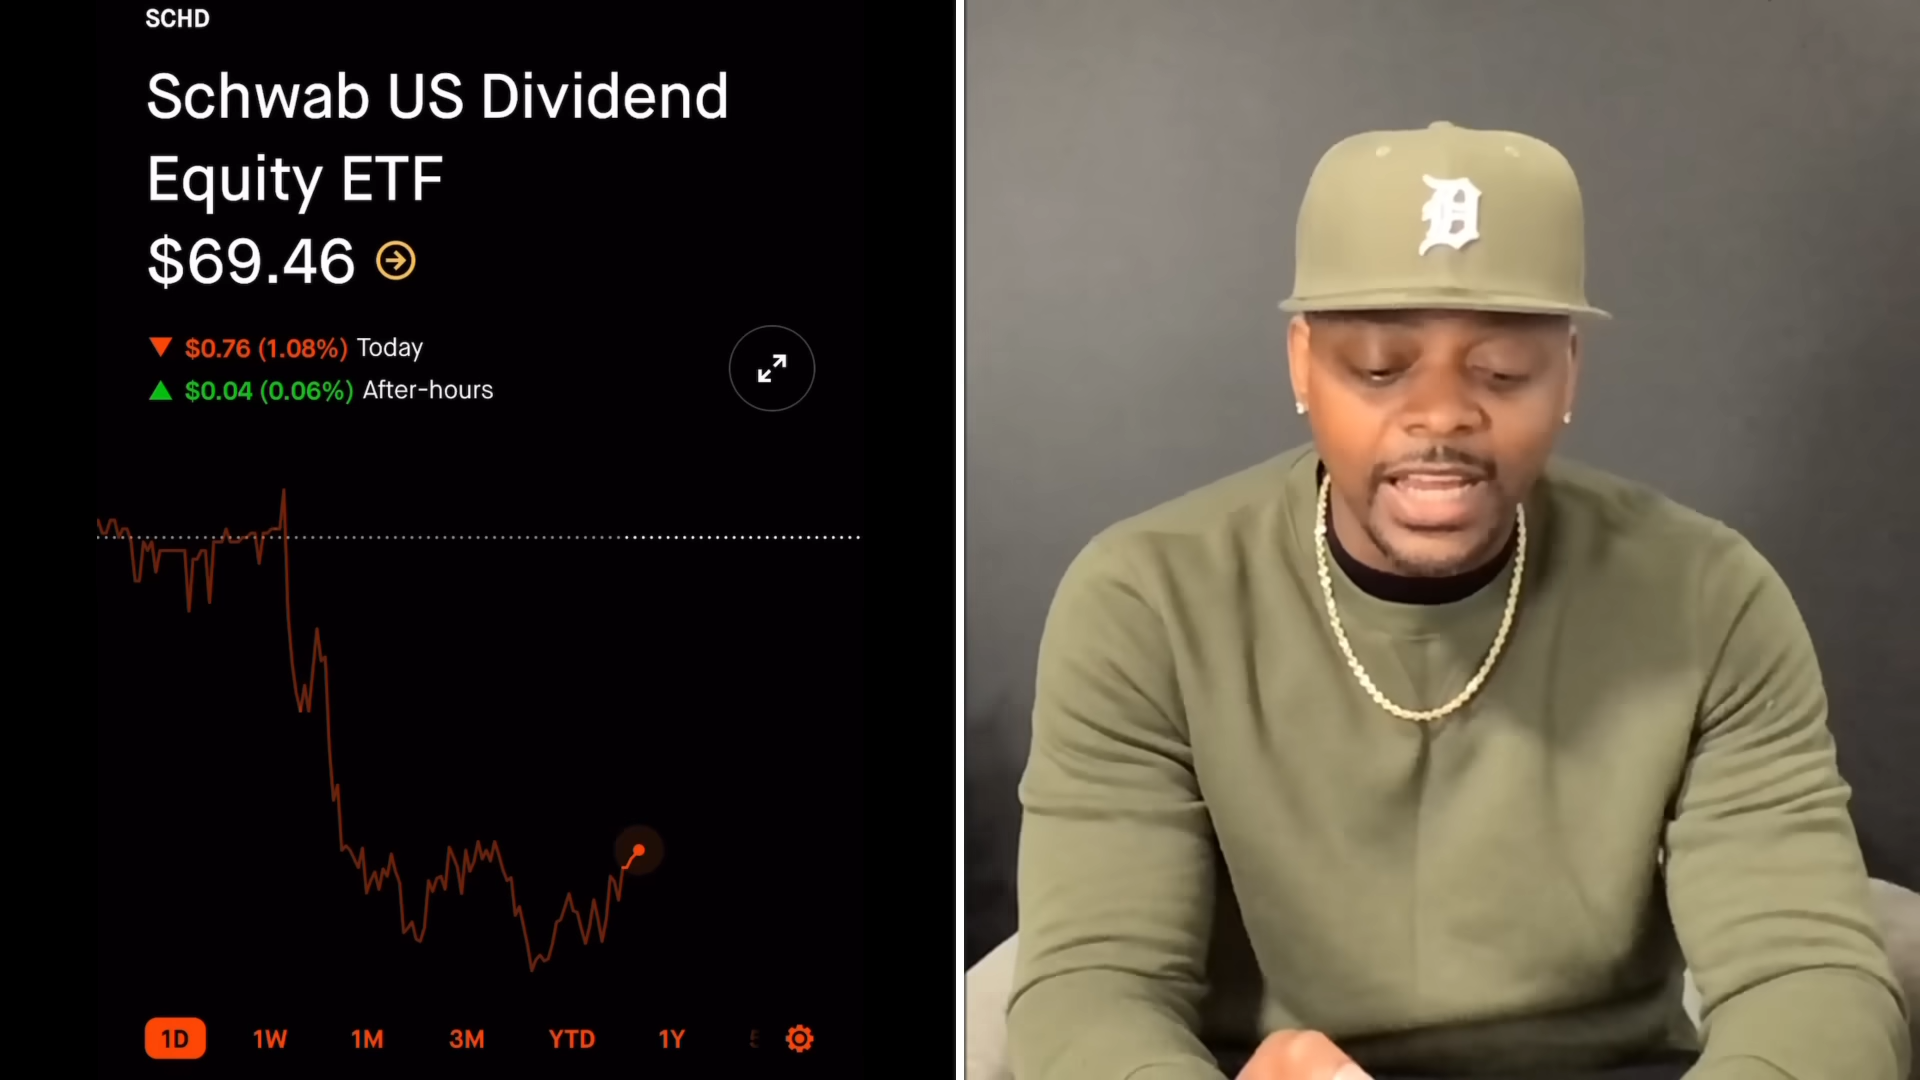 SCHD
Schwab US Dividend
Equity ETF
$69.46
$0.76 (1.08%) Today
$0.04 (0.06%) After-hours
1D 1W 1M 3M YTD 1Y
D